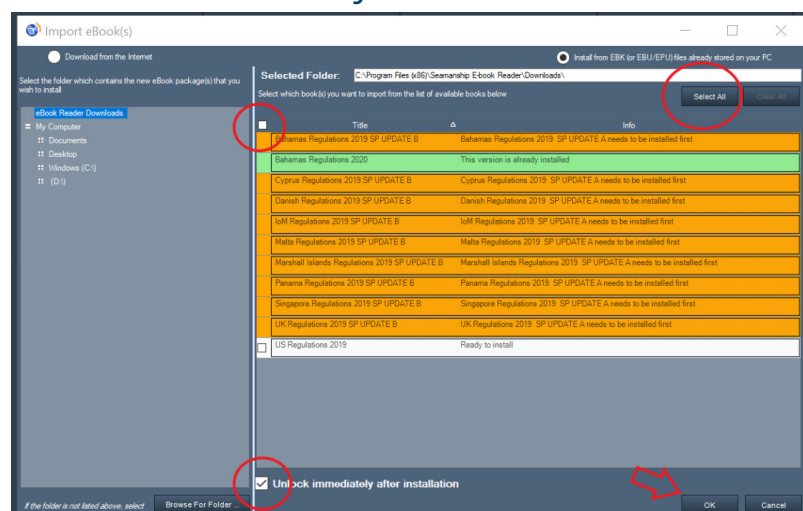 Import eBook(s)
Download from the Internet
Install from EBK (or EBU/EPU) files already stored on your PC
Select the folder which contains the new eBook package(s) that you
wish to install
Selected Folder: C:\Program Files (x86)\Seamanship E-book Reader\Downloads\
Select which book(s) you want to import from the list of available books below
Select All
Clear All
eBook Reader Downloads
My Computer
Documents
Desktop
Windows (C:\)
(D:\)
Title Info
Bahamas Regulations 2019 SP UPDATE B Bahamas Regulations 2019 SP UPDATE A needs to be installed first
Bahamas Regulations 2020 This version is already installed
Cyprus Regulations 2019 SP UPDATE B Cyprus Regulations 2019 SP UPDATE A needs to be installed first
Danish Regulations 2019 SP UPDATE B Danish Regulations 2019 SP UPDATE A needs to be installed first
IoM Regulations 2019 SP UPDATE B IoM Regulations 2019 SP UPDATE A needs to be installed first
Malta Regulations 2019 SP UPDATE B Malta Regulations 2019 SP UPDATE A needs to be installed first
Marshall Islands Regulations 2019 SP UPDATE B Marshall Islands Regulations 2019 SP UPDATE A needs to be installed first
Panama Regulations 2019 SP UPDATE B Panama Regulations 2019 SP UPDATE A needs to be installed first
Singapore Regulations 2019 SP UPDATE B Singapore Regulations 2019 SP UPDATE A needs to be installed first
UK Regulations 2019 SP UPDATE B UK Regulations 2019 SP UPDATE A needs to be installed first
US Regulations 2019 Ready to install
Unlock immediately after installation
If the folder is not listed above, select Browse For Folder ...
OK
Cancel